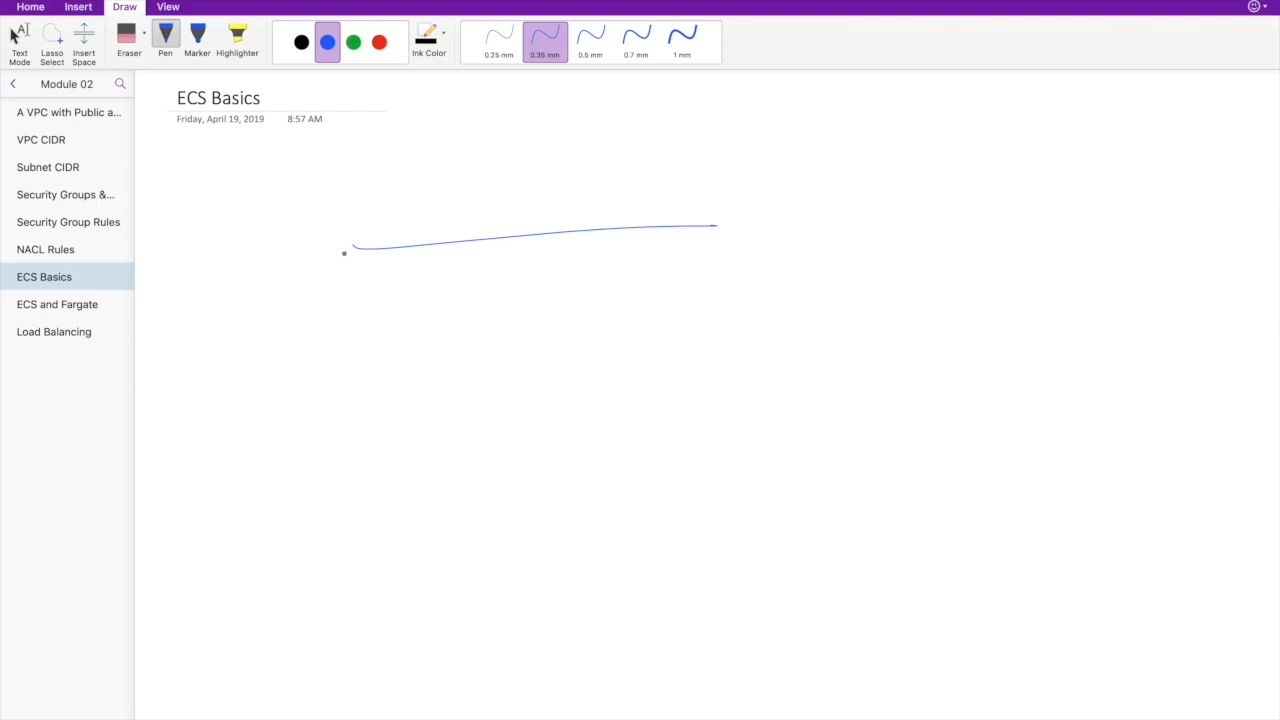 Home Insert Draw View
Text Mode
Lasso Select
Insert Space
Eraser
Pen
Marker
Highlighter
Ink Color
0.25 mm
0.35 mm
0.5 mm
0.7 mm
1 mm
Module 02
A VPC with Public a...
VPC CIDR
Subnet CIDR
Security Groups &...
Security Group Rules
NACL Rules
ECS Basics
ECS and Fargate
Load Balancing
ECS Basics
Friday, April 19, 2019 8:57 AM